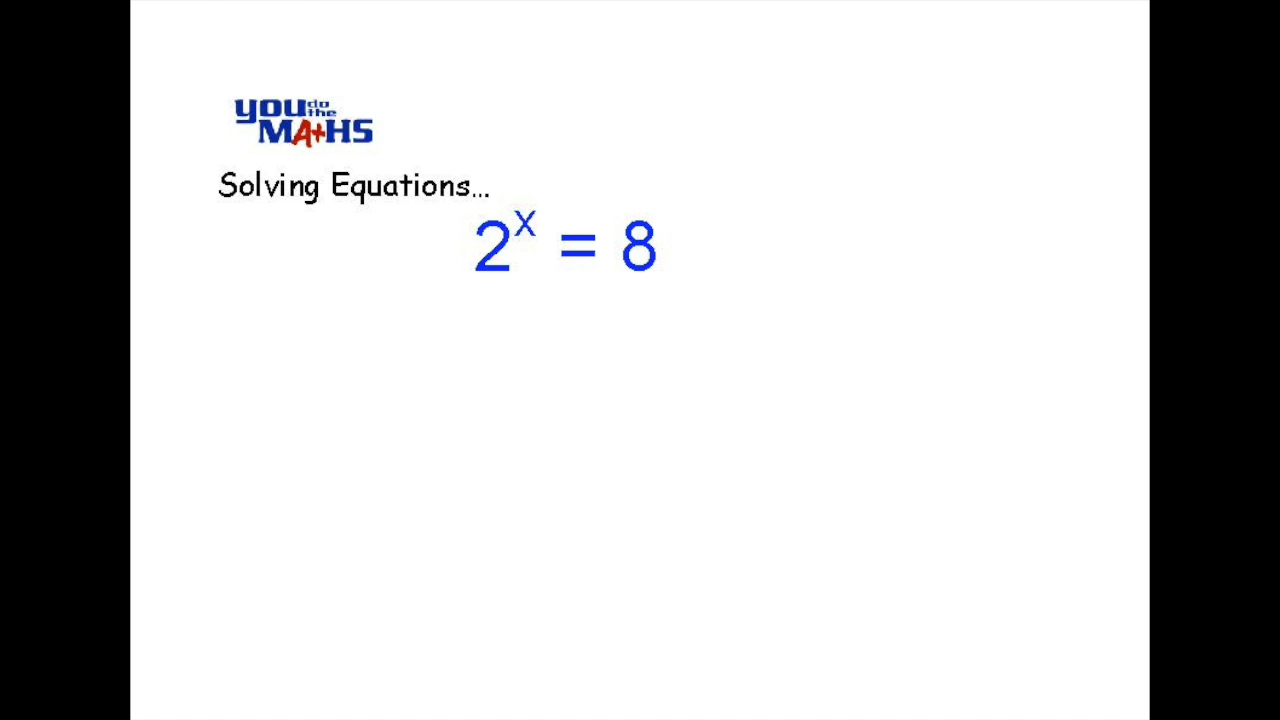 you do the
MATHS
Solving Equations...
2ˣ = 8